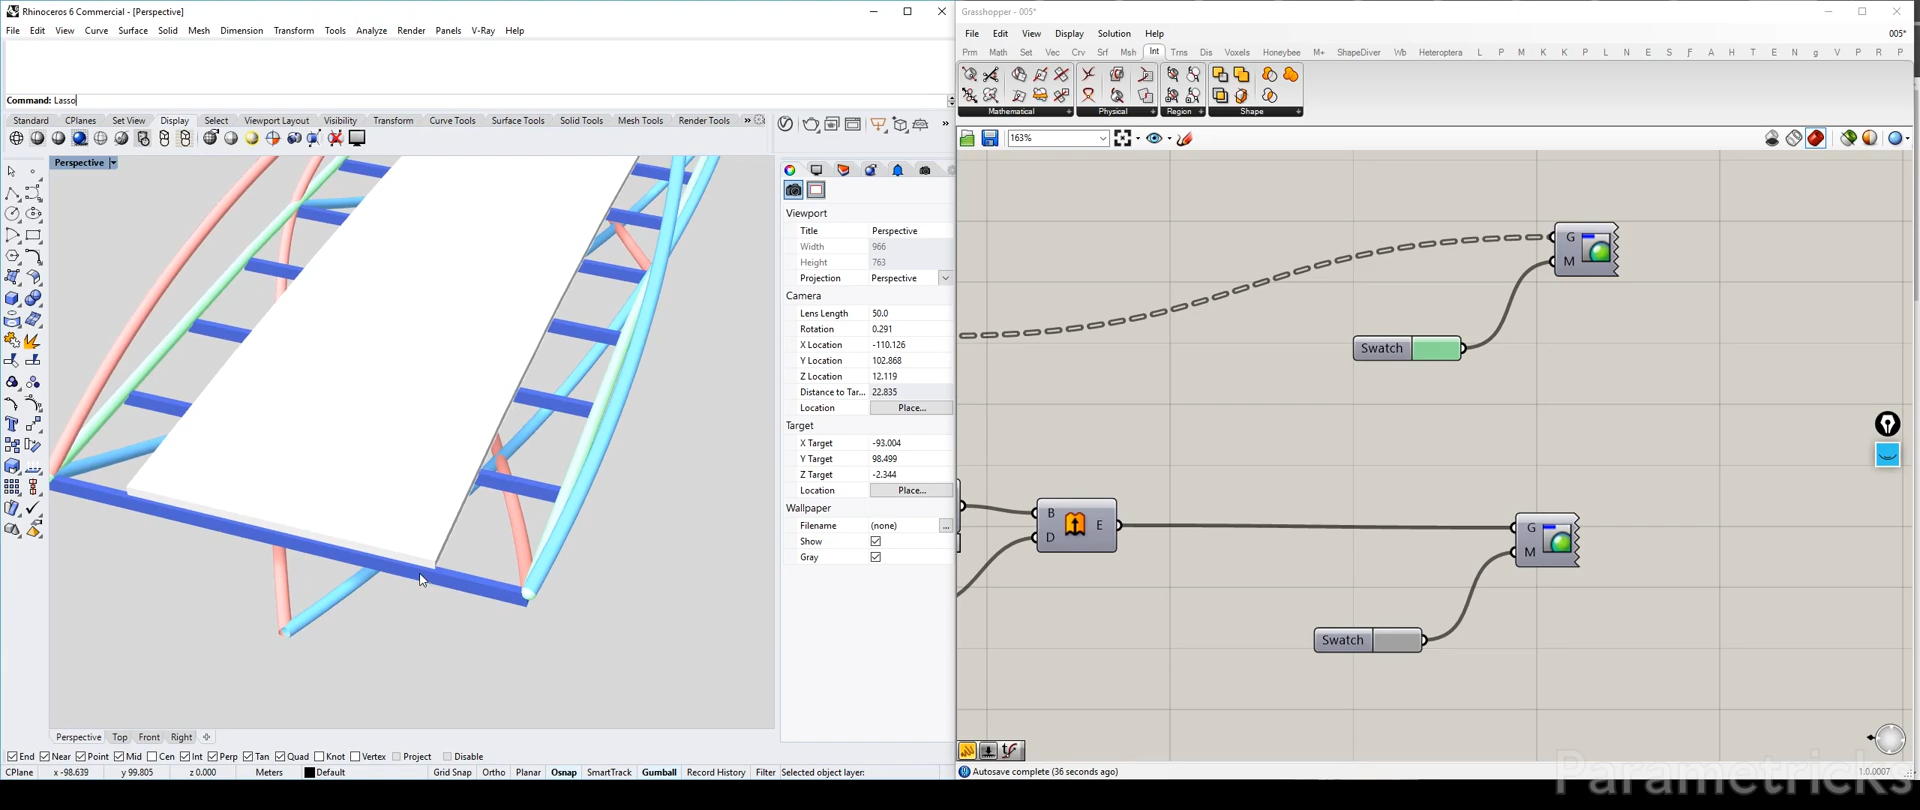 Rhinoceros 6 Commercial - [Perspective]
File Edit View Curve Surface Solid Mesh Dimension Transform Tools Analyze Render Panels V-Ray Help
Command: Lasso
Standard CPlanes Set View Display Select Viewport Layout Visibility Transform Curve Tools Surface Tools Solid Tools Mesh Tools Render Tools »
Perspective
Viewport
Title Perspective
Width 966
Height 763
Projection Perspective
Camera
Lens Length 50.0
Rotation 0.291
X Location -110.126
Y Location 102.868
Z Location 12.119
Distance to Tar... 22.835
Location Place...
Target
X Target -93.004
Y Target 98.499
Z Target -2.344
Location Place...
Wallpaper
Filename (none) ...
Show
Gray
Perspective Top Front Right
End Near Point Mid Cen Int Perp Tan Quad Knot Vertex Project Disable
CPlane x -98.639 y 99.805 z 0.000 Meters Default Grid Snap Ortho Planar Osnap SmartTrack Gumball Record History Filter Selected object layer:
Grasshopper - 005*
File Edit View Display Solution Help 005*
Prm Math Set Vec Crv Srf Msh Int Trns Dis Voxels Honeybee M+ ShapeDiver Wb Heteroptera L P M K K P L N E S F A H T E N g V P R P
Mathematical + Physical + Region + Shape +
163%
G
M
Swatch
B
D
E
G
M
Swatch
Autosave complete (36 seconds ago) 1.0.0007
Parametricks